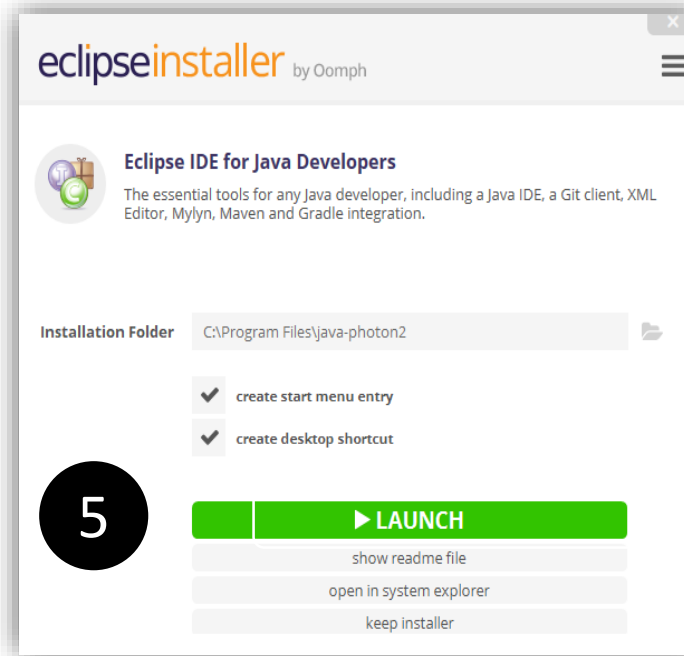 eclipseinstaller by Oomph
Eclipse IDE for Java Developers
The essential tools for any Java developer, including a Java IDE, a Git client, XML
Editor, Mylyn, Maven and Gradle integration.
Installation Folder C:\Program Files\java-photon2
create start menu entry
create desktop shortcut
5
LAUNCH
show readme file
open in system explorer
keep installer